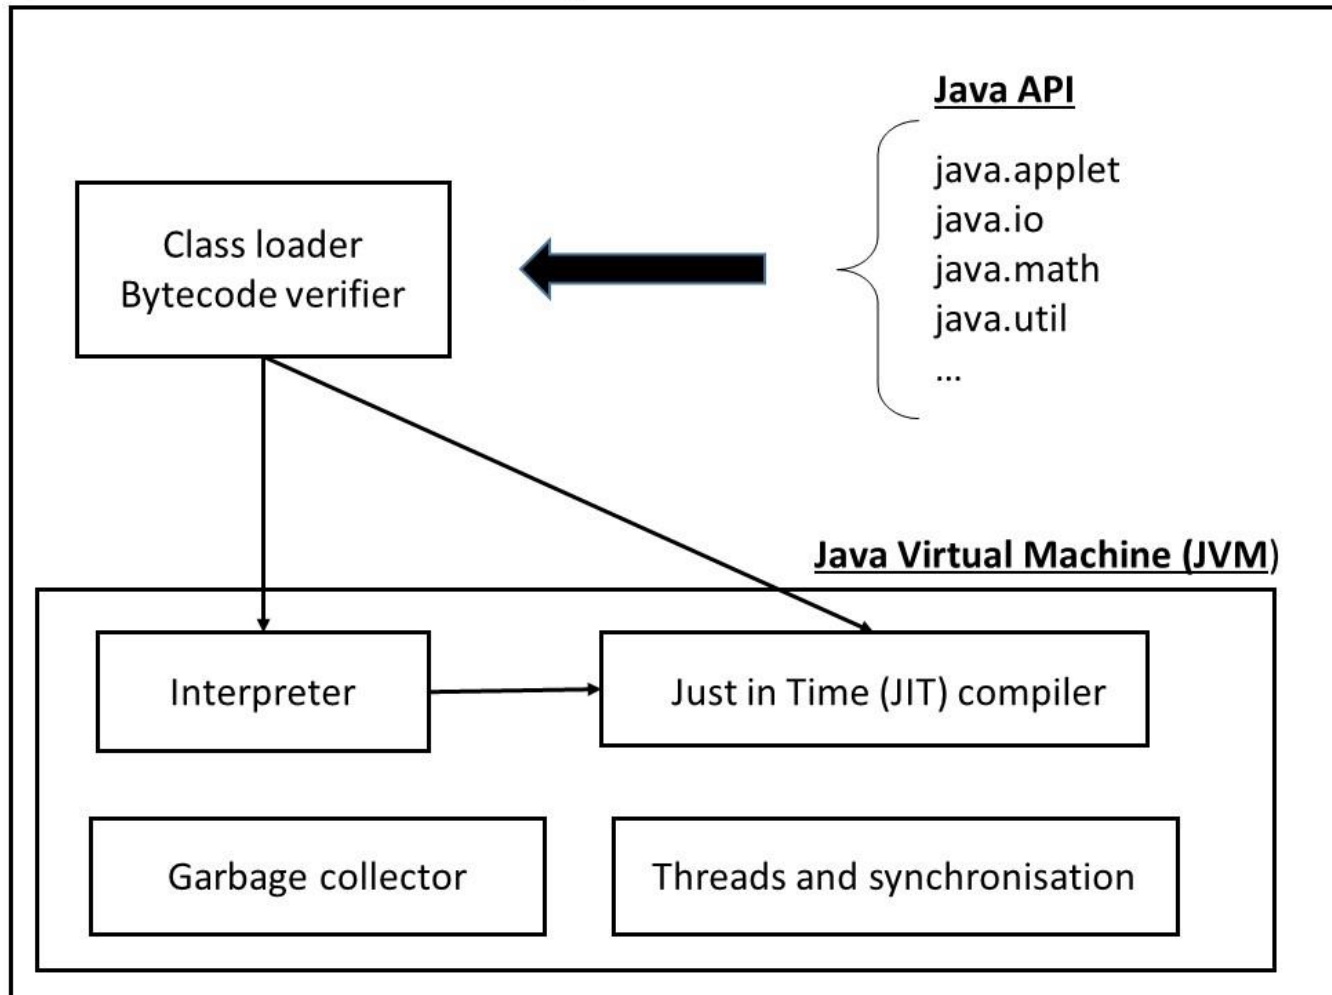 Java API
java.applet
java.io
java.math
java.util
...
Class loader
Bytecode verifier
Java Virtual Machine (JVM)
Interpreter
Just in Time (JIT) compiler
Garbage collector
Threads and synchronisation